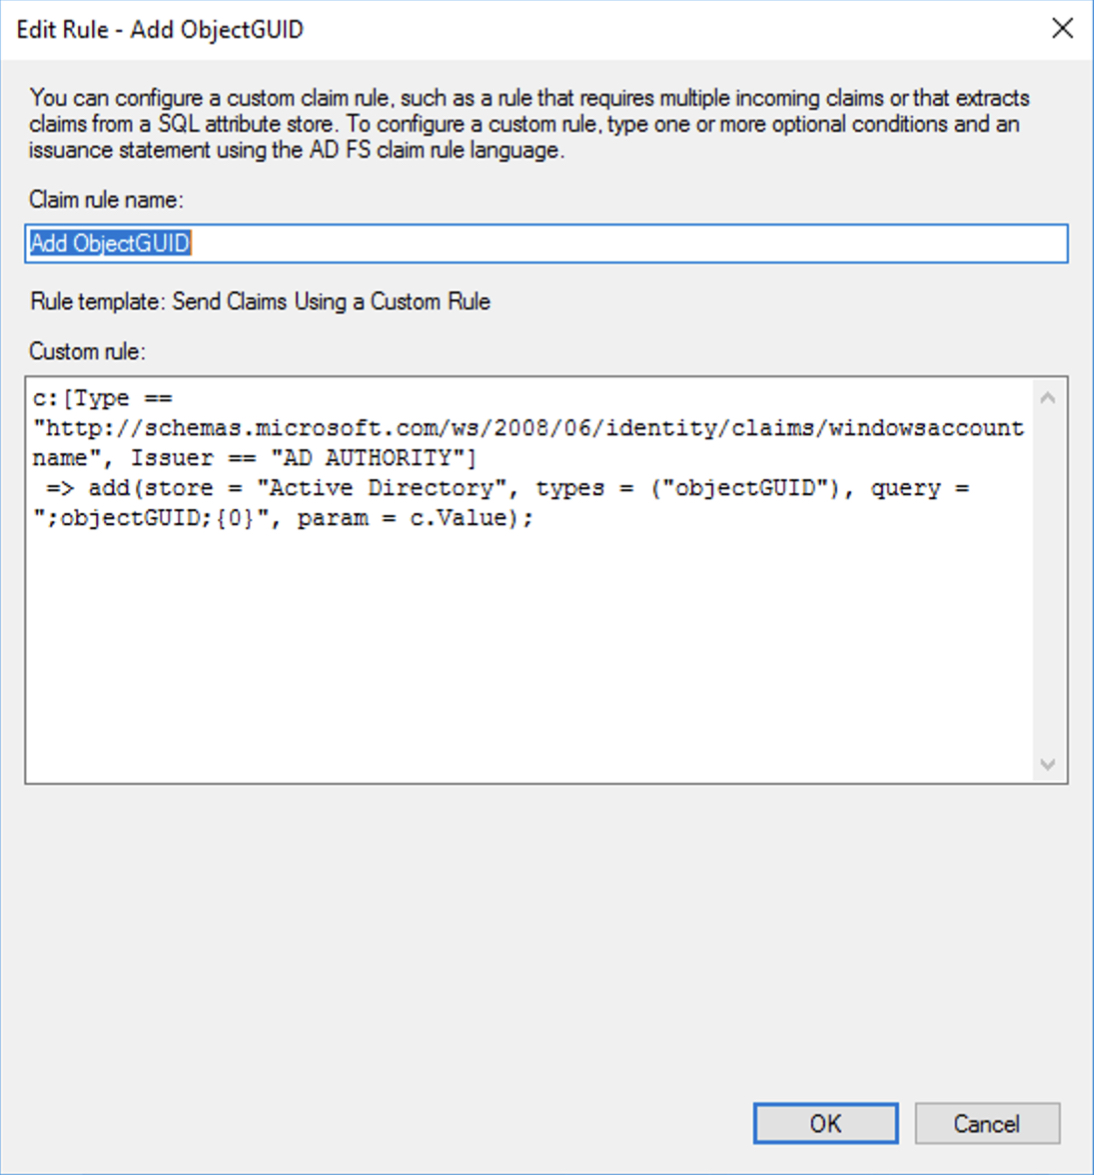 Edit Rule - Add ObjectGUID
You can configure a custom claim rule, such as a rule that requires multiple incoming claims or that extracts
claims from a SQL attribute store. To configure a custom rule, type one or more optional conditions and an
issuance statement using the AD FS claim rule language.
Claim rule name:
Add ObjectGUID
Rule template: Send Claims Using a Custom Rule
Custom rule:
c:[Type ==
"http://schemas.microsoft.com/ws/2008/06/identity/claims/windowsaccount
name", Issuer == "AD AUTHORITY"]
=> add(store = "Active Directory", types = ("objectGUID"), query =
";objectGUID;{0}", param = c.Value);
OK
Cancel